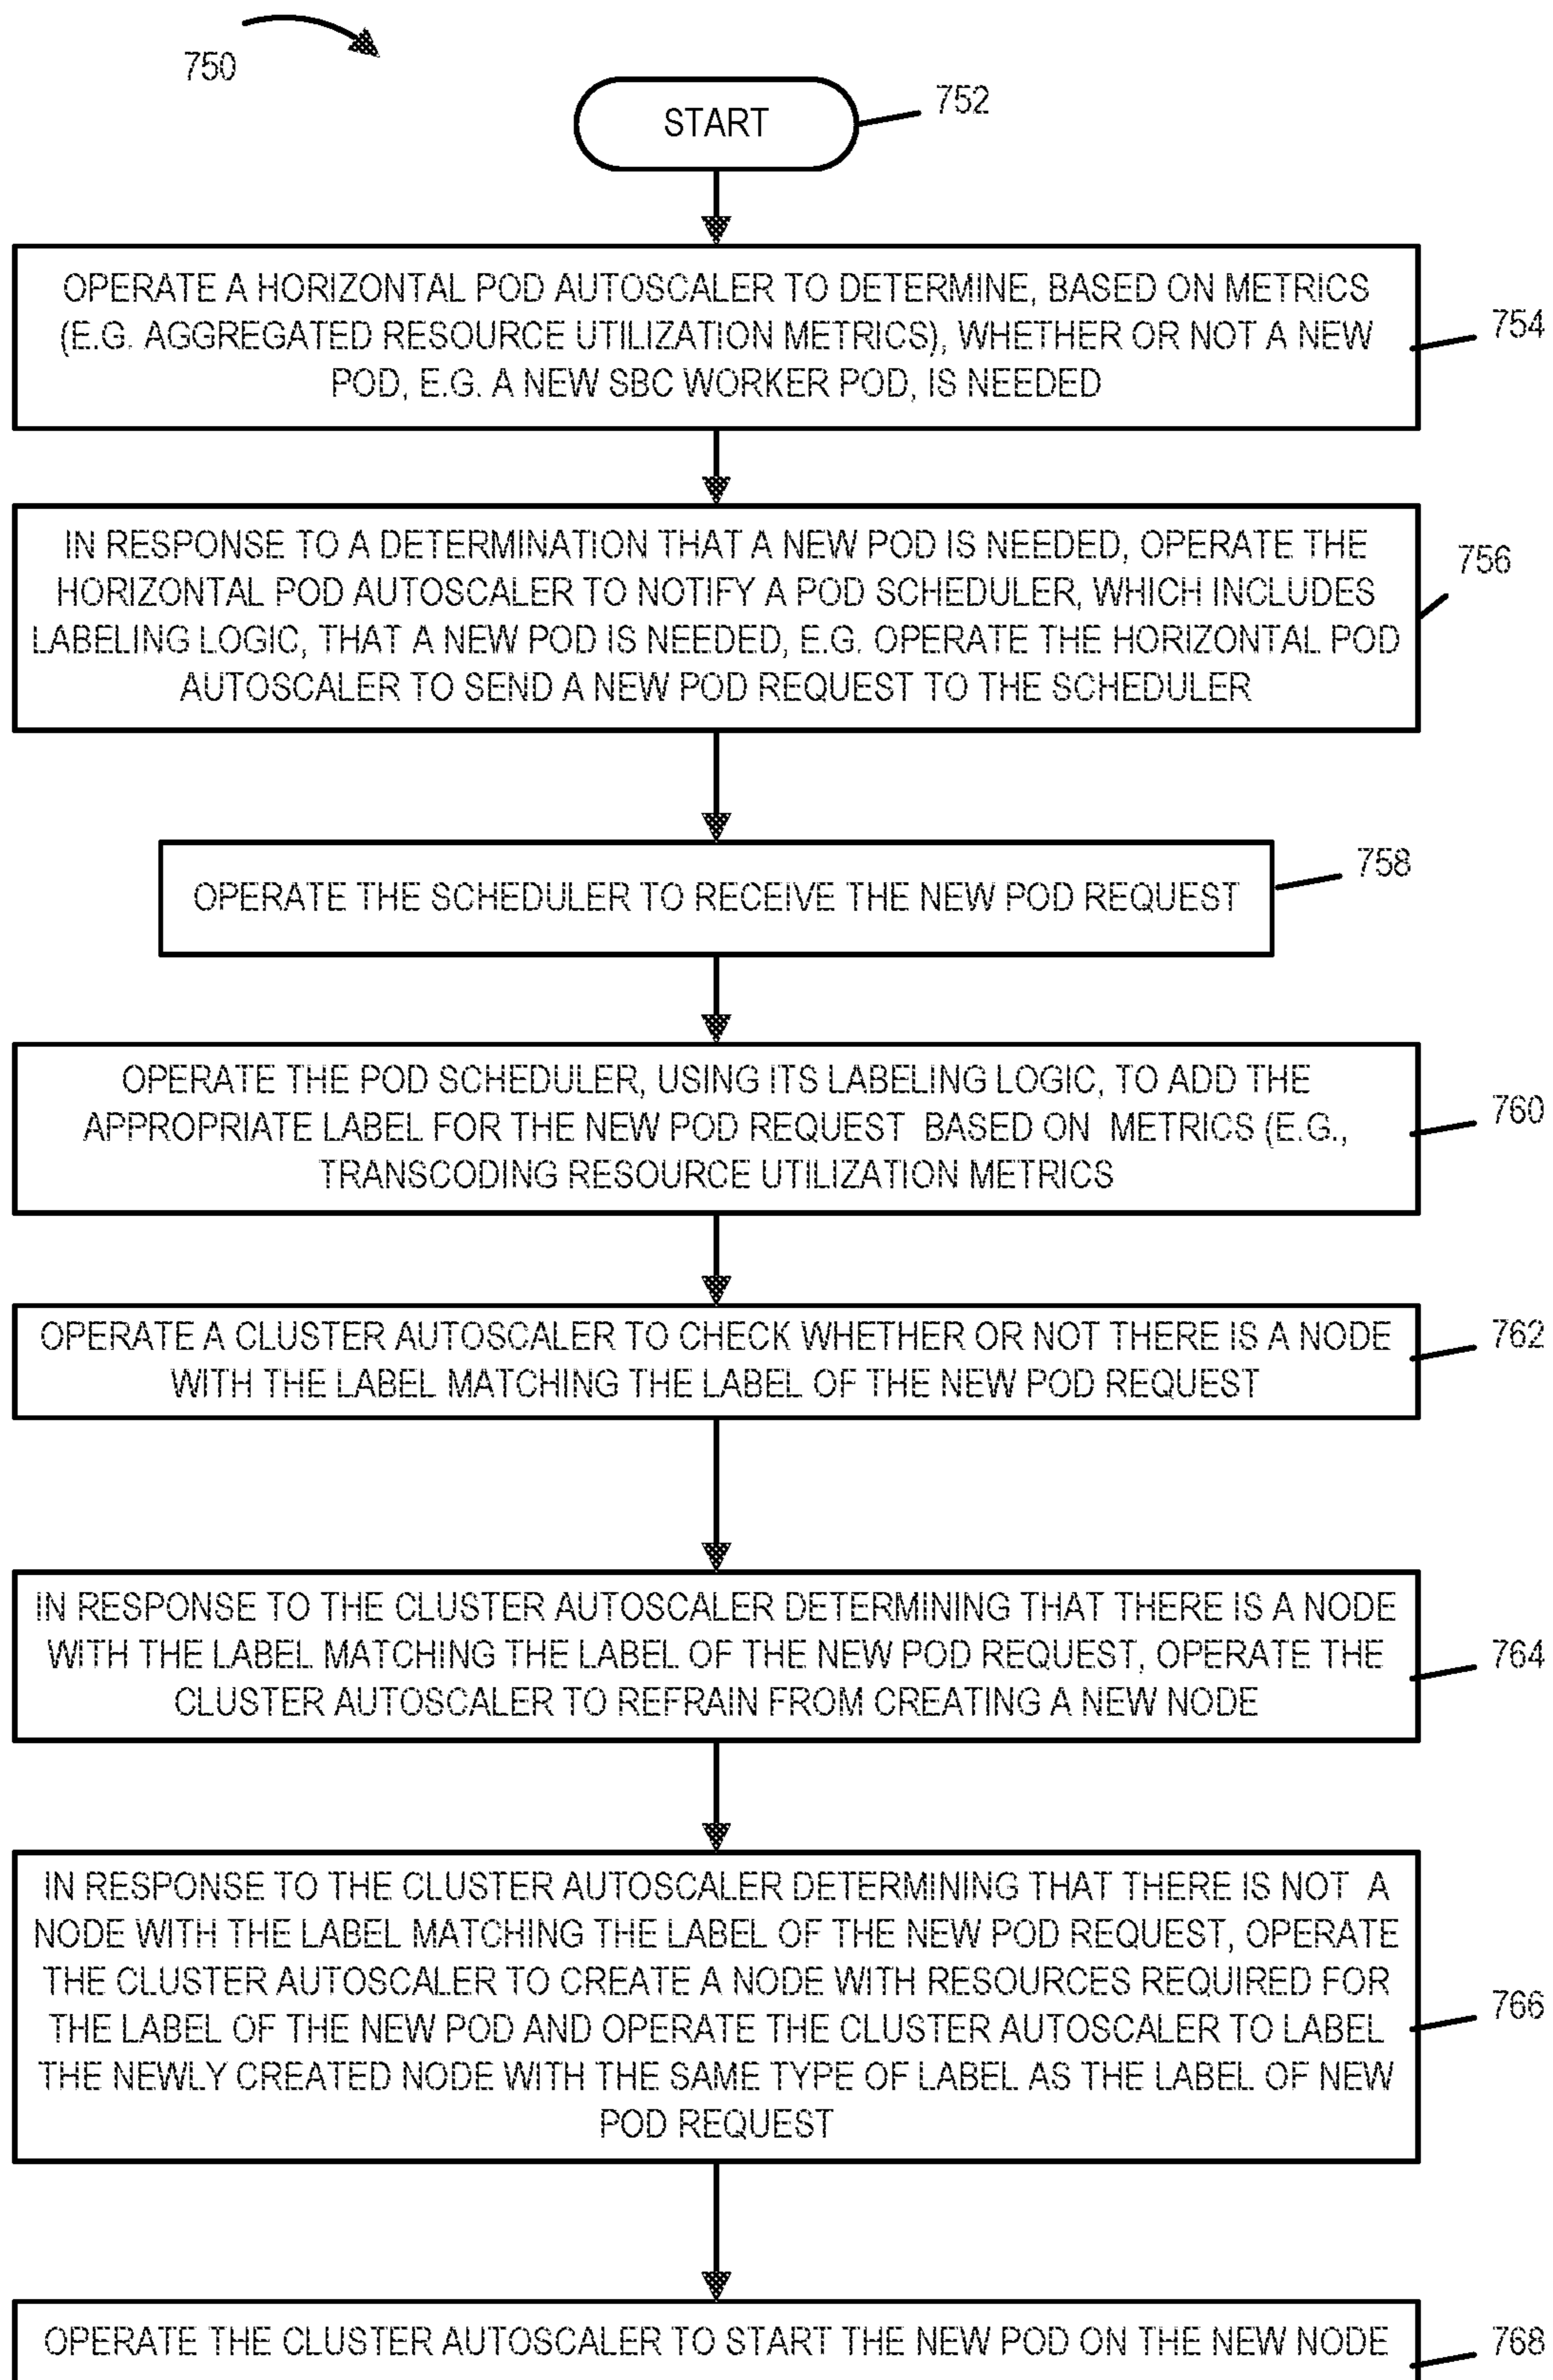 750
START
752
OPERATE A HORIZONTAL POD AUTOSCALER TO DETERMINE, BASED ON METRICS
(E.G. AGGREGATED RESOURCE UTILIZATION METRICS), WHETHER OR NOT A NEW
POD, E.G. A NEW SBC WORKER POD, IS NEEDED
754
IN RESPONSE TO A DETERMINATION THAT A NEW POD IS NEEDED, OPERATE THE
HORIZONTAL POD AUTOSCALER TO NOTIFY A POD SCHEDULER, WHICH INCLUDES
LABELING LOGIC, THAT A NEW POD IS NEEDED, E.G. OPERATE THE HORIZONTAL POD
AUTOSCALER TO SEND A NEW POD REQUEST TO THE SCHEDULER
756
OPERATE THE SCHEDULER TO RECEIVE THE NEW POD REQUEST
758
OPERATE THE POD SCHEDULER, USING ITS LABELING LOGIC, TO ADD THE
APPROPRIATE LABEL FOR THE NEW POD REQUEST BASED ON METRICS (E.G.,
TRANSCODING RESOURCE UTILIZATION METRICS
760
OPERATE A CLUSTER AUTOSCALER TO CHECK WHETHER OR NOT THERE IS A NODE
WITH THE LABEL MATCHING THE LABEL OF THE NEW POD REQUEST
762
IN RESPONSE TO THE CLUSTER AUTOSCALER DETERMINING THAT THERE IS A NODE
WITH THE LABEL MATCHING THE LABEL OF THE NEW POD REQUEST, OPERATE THE
CLUSTER AUTOSCALER TO REFRAIN FROM CREATING A NEW NODE
764
IN RESPONSE TO THE CLUSTER AUTOSCALER DETERMINING THAT THERE IS NOT A
NODE WITH THE LABEL MATCHING THE LABEL OF THE NEW POD REQUEST, OPERATE
THE CLUSTER AUTOSCALER TO CREATE A NODE WITH RESOURCES REQUIRED FOR
THE LABEL OF THE NEW POD AND OPERATE THE CLUSTER AUTOSCALER TO LABEL
THE NEWLY CREATED NODE WITH THE SAME TYPE OF LABEL AS THE LABEL OF NEW
POD REQUEST
766
OPERATE THE CLUSTER AUTOSCALER TO START THE NEW POD ON THE NEW NODE
768